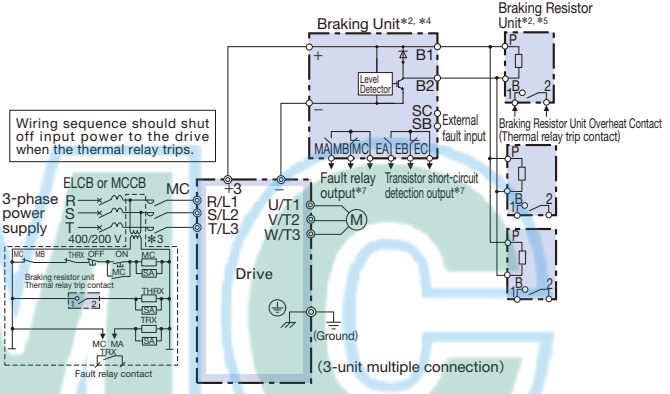 Braking Resistor
Unit*2, *5
Braking Unit*2, *4
P
B
1 2
+
−
B1
B2
Level
Detector
SC
SB
External
fault input
MA MB MC EA EB EC
Braking Resistor Unit Overheat Contact
(Thermal relay trip contact)
Wiring sequence should shut
off input power to the drive
when the thermal relay trips.
Fault relay
output*7
Transistor short-circuit
detection output*7
P
B
1 2
P
B
1 2
ELCB or MCCB
MC
+3
−
3-phase
power
supply
R
S
T
400/200 V
*3
R/L1
S/L2
T/L3
U/T1
V/T2
W/T3
M
Drive
MC MB THRX OFF ON MC
MC SA
Braking resistor unit
Thermal relay trip contact
1 2
THRX
SA
TRX
SA
MC MA
TRX
Fault relay contact
(Ground)
(3-unit multiple connection)